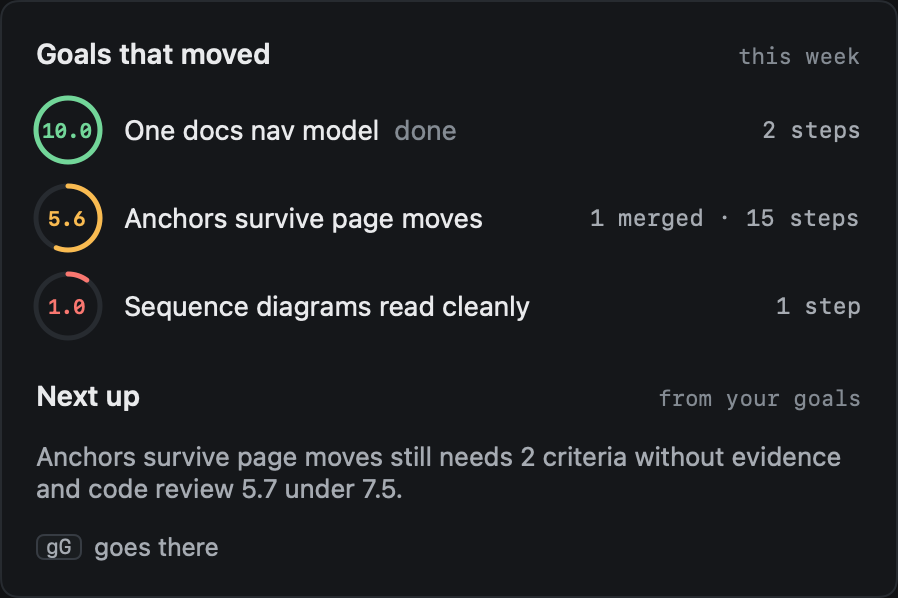 Goals that moved this week
10.0 One docs nav model done 2 steps
5.6 Anchors survive page moves 1 merged · 15 steps
1.0 Sequence diagrams read cleanly 1 step
Next up from your goals
Anchors survive page moves still needs 2 criteria without evidence
and code review 5.7 under 7.5.
gG goes there